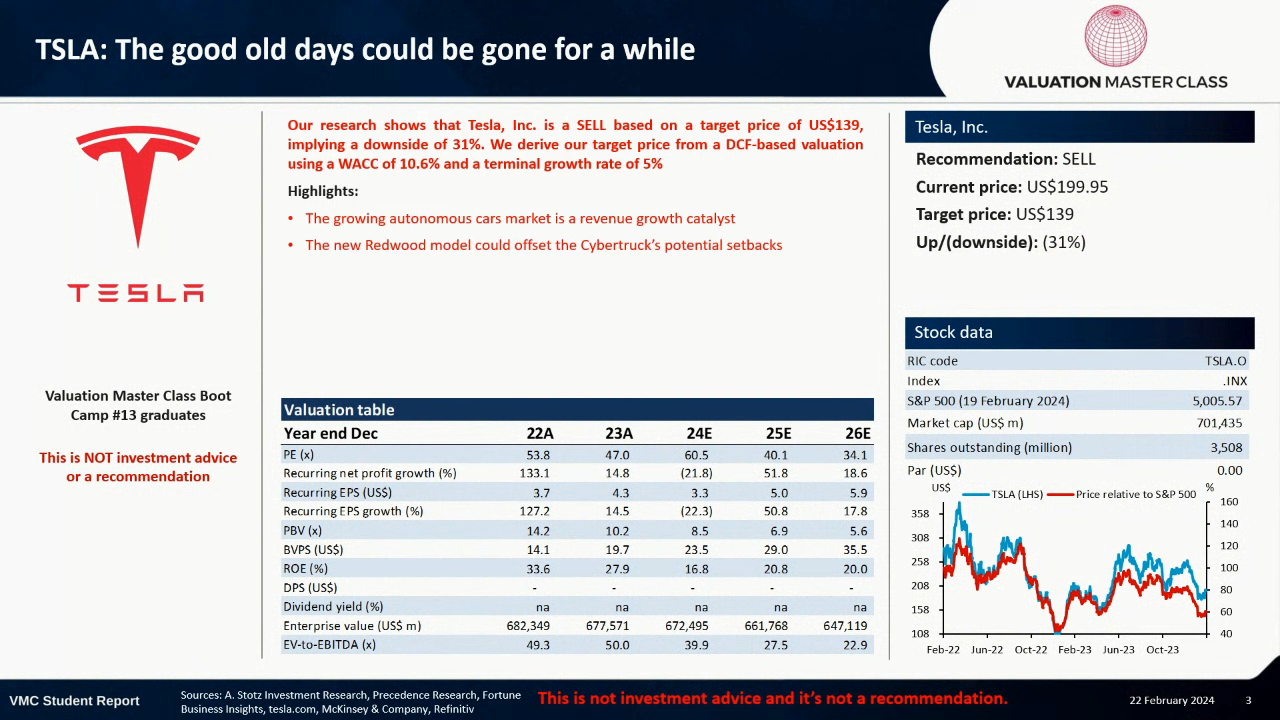 TSLA: The good old days could be gone for a while
VALUATION MASTER CLASS
TESLA
Valuation Master Class Boot
Camp #13 graduates
This is NOT investment advice
or a recommendation
Our research shows that Tesla, Inc. is a SELL based on a target price of US$139,
implying a downside of 31%. We derive our target price from a DCF-based valuation
using a WACC of 10.6% and a terminal growth rate of 5%
Highlights:
• The growing autonomous cars market is a revenue growth catalyst
• The new Redwood model could offset the Cybertruck's potential setbacks
Valuation table
Year end Dec 22A 23A 24E 25E 26E
PE (x) 53.8 47.0 60.5 40.1 34.1
Recurring net profit growth (%) 133.1 14.8 (21.8) 51.8 18.6
Recurring EPS (US$) 3.7 4.3 3.3 5.0 5.9
Recurring EPS growth (%) 127.2 14.5 (22.3) 50.8 17.8
PBV (x) 14.2 10.2 8.5 6.9 5.6
BVPS (US$) 14.1 19.7 23.5 29.0 35.5
ROE (%) 33.6 27.9 16.8 20.8 20.0
DPS (US$) - - - - -
Dividend yield (%) na na na na na
Enterprise value (US$ m) 682,349 677,571 672,495 661,768 647,119
EV-to-EBITDA (x) 49.3 50.0 39.9 27.5 22.9
Tesla, Inc.
Recommendation: SELL
Current price: US$199.95
Target price: US$139
Up/(downside): (31%)
Stock data
RIC code TSLA.O
Index .INX
S&P 500 (19 February 2024) 5,005.57
Market cap (US$ m) 701,435
Shares outstanding (million) 3,508
Par (US$) 0.00
US$ TSLA (LHS) Price relative to S&P 500 %
160
358 140
308 120
258 100
208 80
158 60
108 40
Feb-22 Jun-22 Oct-22 Feb-23 Jun-23 Oct-23
VMC Student Report
Sources: A. Stotz Investment Research, Precedence Research, Fortune
Business Insights, tesla.com, McKinsey & Company, Refinitiv
This is not investment advice and it's not a recommendation.
22 February 2024 3